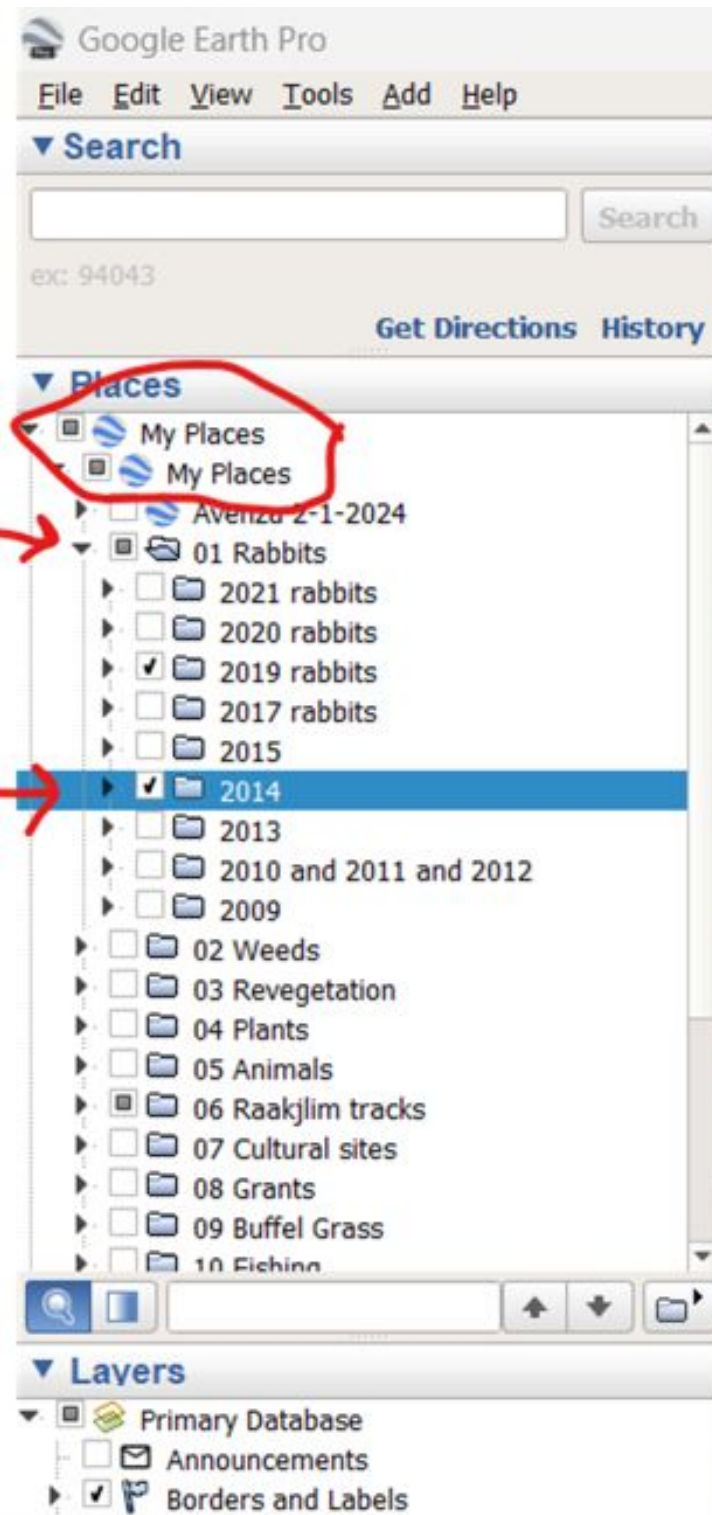 Google Earth Pro
File Edit View Tools Add Help
Search
Search
ex: 94043
Get Directions History
Places
My Places
My Places
Avenza 2-1-2024
01 Rabbits
2021 rabbits
2020 rabbits
2019 rabbits
2017 rabbits
2015
2014
2013
2010 and 2011 and 2012
2009
02 Weeds
03 Revegetation
04 Plants
05 Animals
06 Raakjlim tracks
07 Cultural sites
08 Grants
09 Buffel Grass
10 Fishing
Layers
Primary Database
Announcements
Borders and Labels